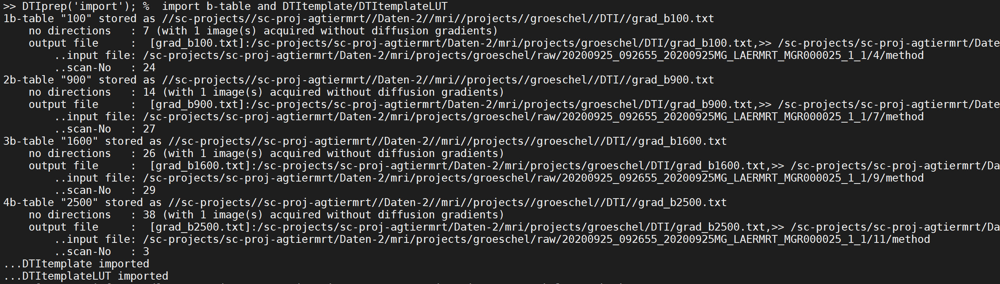 >> DTIprep('import'); %  import b-table and DTItemplate/DTItemplateLUT
1b-table "100" stored as //sc-projects//sc-proj-agtiermrt//Daten-2//mri//projects//groeschel//DTI//grad_b100.txt
    no directions   : 7 (with 1 image(s) acquired without diffusion gradients)
    output file     :  [grad_b100.txt]:/sc-projects/sc-proj-agtiermrt/Daten-2/mri/projects/groeschel/DTI/grad_b100.txt,>> /sc-projects/sc-proj-agtiermrt/Date
        ..input file: /sc-projects/sc-proj-agtiermrt/Daten-2/mri/projects/groeschel/raw/20200925_092655_20200925MG_LAERMRT_MGR000025_1_1/4/method
        ..scan-No   : 24
2b-table "900" stored as //sc-projects//sc-proj-agtiermrt//Daten-2//mri//projects//groeschel//DTI//grad_b900.txt
    no directions   : 14 (with 1 image(s) acquired without diffusion gradients)
    output file     :  [grad_b900.txt]:/sc-projects/sc-proj-agtiermrt/Daten-2/mri/projects/groeschel/DTI/grad_b900.txt,>> /sc-projects/sc-proj-agtiermrt/Date
        ..input file: /sc-projects/sc-proj-agtiermrt/Daten-2/mri/projects/groeschel/raw/20200925_092655_20200925MG_LAERMRT_MGR000025_1_1/7/method
        ..scan-No   : 27
3b-table "1600" stored as //sc-projects//sc-proj-agtiermrt//Daten-2//mri//projects//groeschel//DTI//grad_b1600.txt
    no directions   : 26 (with 1 image(s) acquired without diffusion gradients)
    output file     :  [grad_b1600.txt]:/sc-projects/sc-proj-agtiermrt/Daten-2/mri/projects/groeschel/DTI/grad_b1600.txt,>> /sc-projects/sc-proj-agtiermrt/Da
        ..input file: /sc-projects/sc-proj-agtiermrt/Daten-2/mri/projects/groeschel/raw/20200925_092655_20200925MG_LAERMRT_MGR000025_1_1/9/method
        ..scan-No   : 29
4b-table "2500" stored as //sc-projects//sc-proj-agtiermrt//Daten-2//mri//projects//groeschel//DTI//grad_b2500.txt
    no directions   : 38 (with 1 image(s) acquired without diffusion gradients)
    output file     :  [grad_b2500.txt]:/sc-projects/sc-proj-agtiermrt/Daten-2/mri/projects/groeschel/DTI/grad_b2500.txt,>> /sc-projects/sc-proj-agtiermrt/Da
        ..input file: /sc-projects/sc-proj-agtiermrt/Daten-2/mri/projects/groeschel/raw/20200925_092655_20200925MG_LAERMRT_MGR000025_1_1/11/method
        ..scan-No   : 3
...DTItemplate imported
...DTItemplateLUT imported